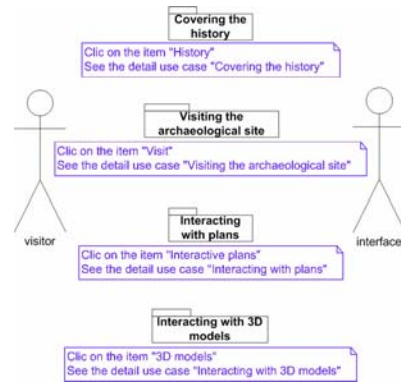 Covering the
history
Clic on the item "History"
See the detail use case "Covering the history"
Visiting the
archaeological site
Clic on the item "Visit"
See the detail use case "Visiting the archaeological site"
visitor
interface
Interacting
with plans
Clic on the item "Interactive plans"
See the detail use case "Interacting with plans"
Interacting with 3D
models
Clic on the item "3D models"
See the detail use case "Interacting with 3D models"